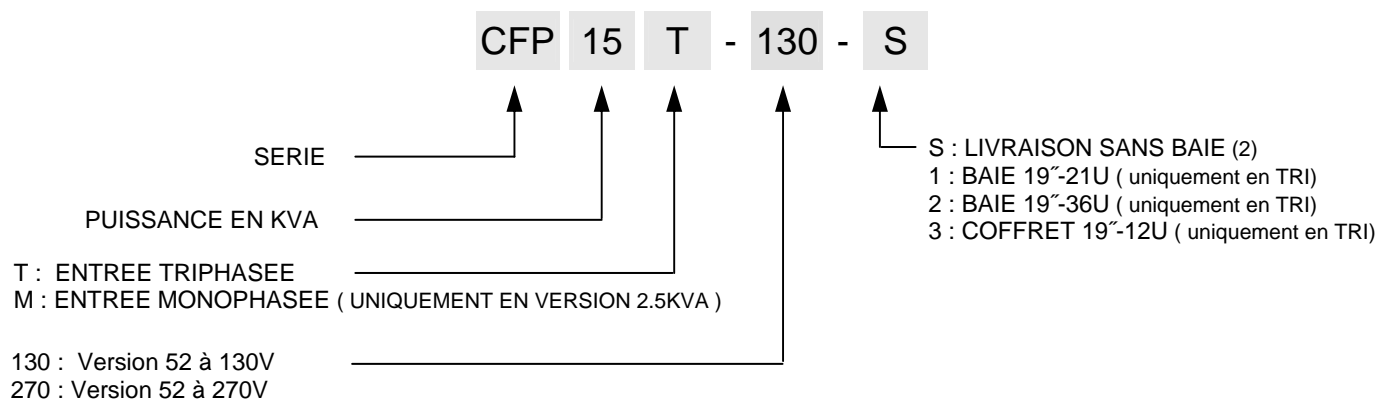 CFP 15 T - 130 - S
SERIE
PUISSANCE EN KVA
T : ENTREE TRIPHASEE
M : ENTREE MONOPHASEE ( UNIQUEMENT EN VERSION 2.5KVA )
130 : Version 52 à 130V
270 : Version 52 à 270V
S : LIVRAISON SANS BAIE (2)
1 : BAIE 19˝-21U ( uniquement en TRI)
2 : BAIE 19˝-36U ( uniquement en TRI)
3 : COFFRET 19˝-12U ( uniquement en TRI)